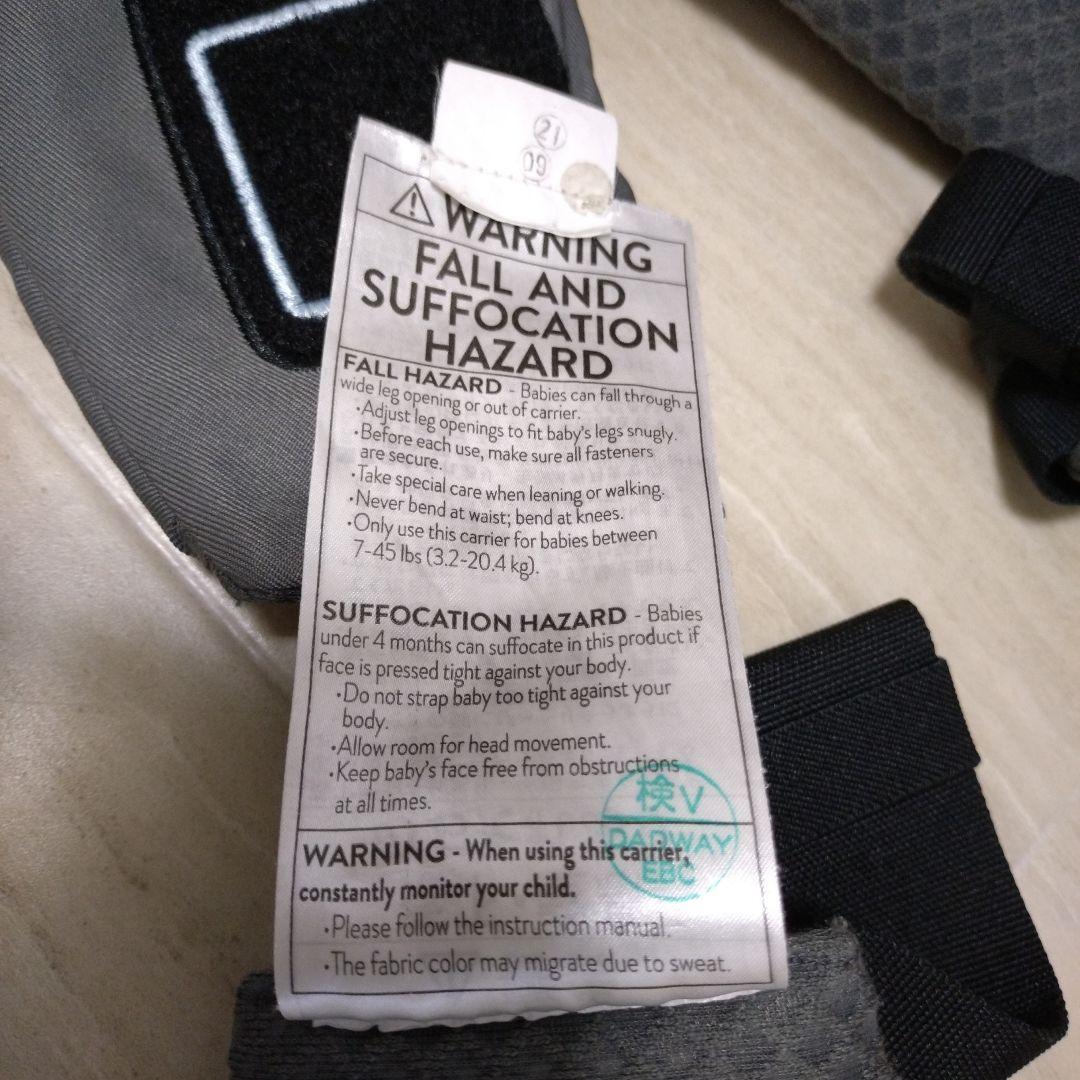 21
09
WARNING
FALL AND
SUFFOCATION
HAZARD
FALL HAZARD - Babies can fall through a
wide leg opening or out of carrier.
•Adjust leg openings to fit baby's legs snugly.
•Before each use, make sure all fasteners
are secure.
•Take special care when leaning or walking.
•Never bend at waist; bend at knees.
•Only use this carrier for babies between
7-45 lbs (3.2-20.4 kg).
SUFFOCATION HAZARD - Babies
under 4 months can suffocate in this product if
face is pressed tight against your body.
•Do not strap baby too tight against your
body.
•Allow room for head movement.
•Keep baby's face free from obstructions
at all times.
検V
DADWAY
EBC
WARNING - When using this carrier,
constantly monitor your child.
•Please follow the instruction manual.
•The fabric color may migrate due to sweat.